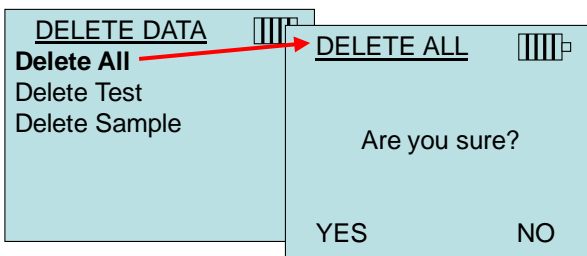 DELETE DATA
Delete All
Delete Test
Delete Sample
DELETE ALL
Are you sure?
YES NO